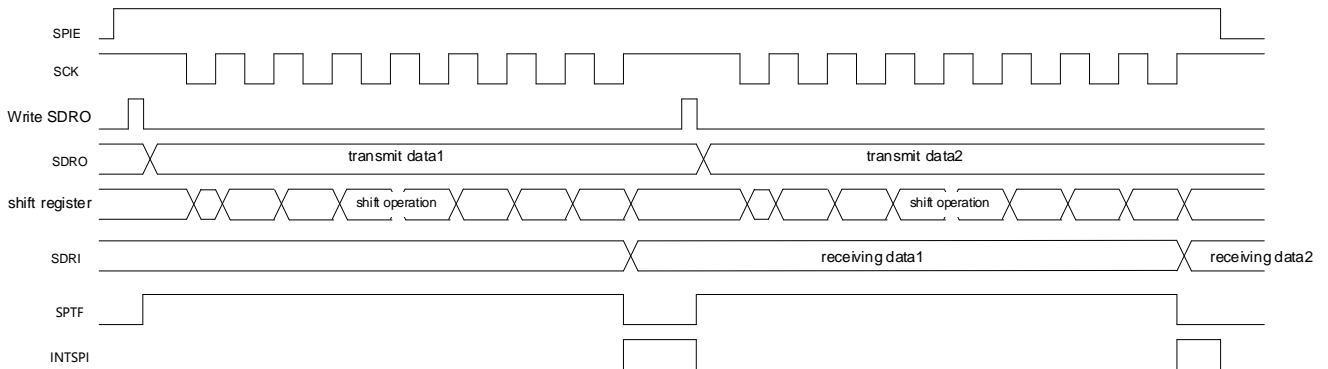 SPIE
SCK
Write SDRO
SDRO transmit data1 transmit data2
shift register shift operation shift operation
SDRI receiving data1 receiving data2
SPTF
INTSPI